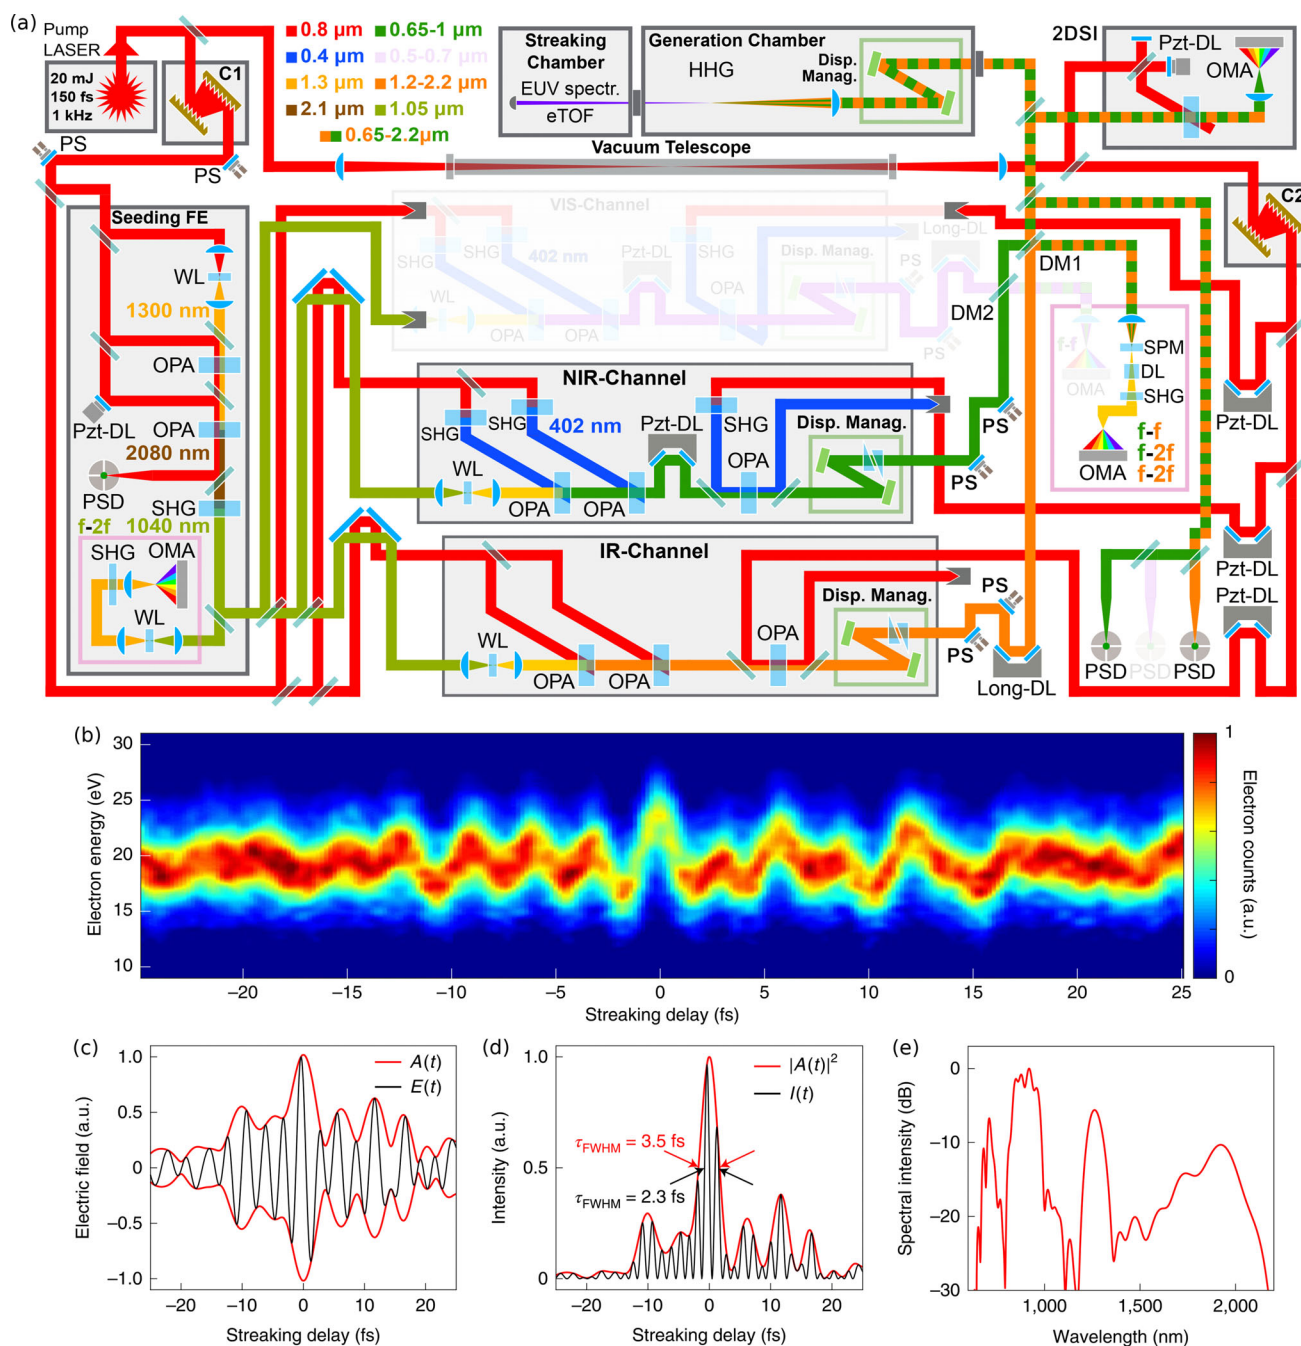 (a)
Pump
LASER
20 mJ
150 fs
1 kHz
C1
0.8 µm
0.65-1 µm
0.4 µm
0.5-0.7 µm
1.3 µm
1.2-2.2 µm
2.1 µm
1.05 µm
0.65-2.2µm
Streaking
Chamber
EUV spectr.
eTOF
Generation Chamber
HHG
Disp.
Manag.
2DSI
Pzt-DL
OMA
Vacuum Telescope
PS
PS
C2
Seeding FE
WL
1300 nm
OPA
Pzt-DL
OPA
2080 nm
PSD
SHG
f-2f
1040 nm
SHG
OMA
WL
VIS-Channel
SHG
SHG
402 nm
Pzt-DL
SHG
OPA
Long-DL
Disp. Manag.
PS
WL
OPA
OPA
PS
DM1
DM2
f-f
OMA
SPM
DL
SHG
OMA
f-f
f-2f
f-2f
Pzt-DL
NIR-Channel
SHG
SHG
402 nm
Pzt-DL
SHG
Disp. Manag.
PS
WL
OPA
OPA
OPA
PS
Pzt-DL
Pzt-DL
IR-Channel
Disp. Manag.
PS
WL
OPA
OPA
OPA
PS
Long-DL
PSD
PSD
PSD
(b)
Electron energy (eV)
30
25
20
15
10
−20
−15
−10
−5
0
5
10
15
20
25
Streaking delay (fs)
1
0
Electron counts (a.u.)
(c)
Electric field (a.u.)
1.0
0.5
0
−0.5
−1.0
A(t)
E(t)
−20
−10
0
10
20
Streaking delay (fs)
(d)
Intensity (a.u.)
1.0
0.5
0
|A(t)|²
I(t)
τFWHM = 3.5 fs
τFWHM = 2.3 fs
−20
−10
0
10
20
Streaking delay (fs)
(e)
Spectral intensity (dB)
0
−10
−20
−30
1,000
1,500
2,000
Wavelength (nm)